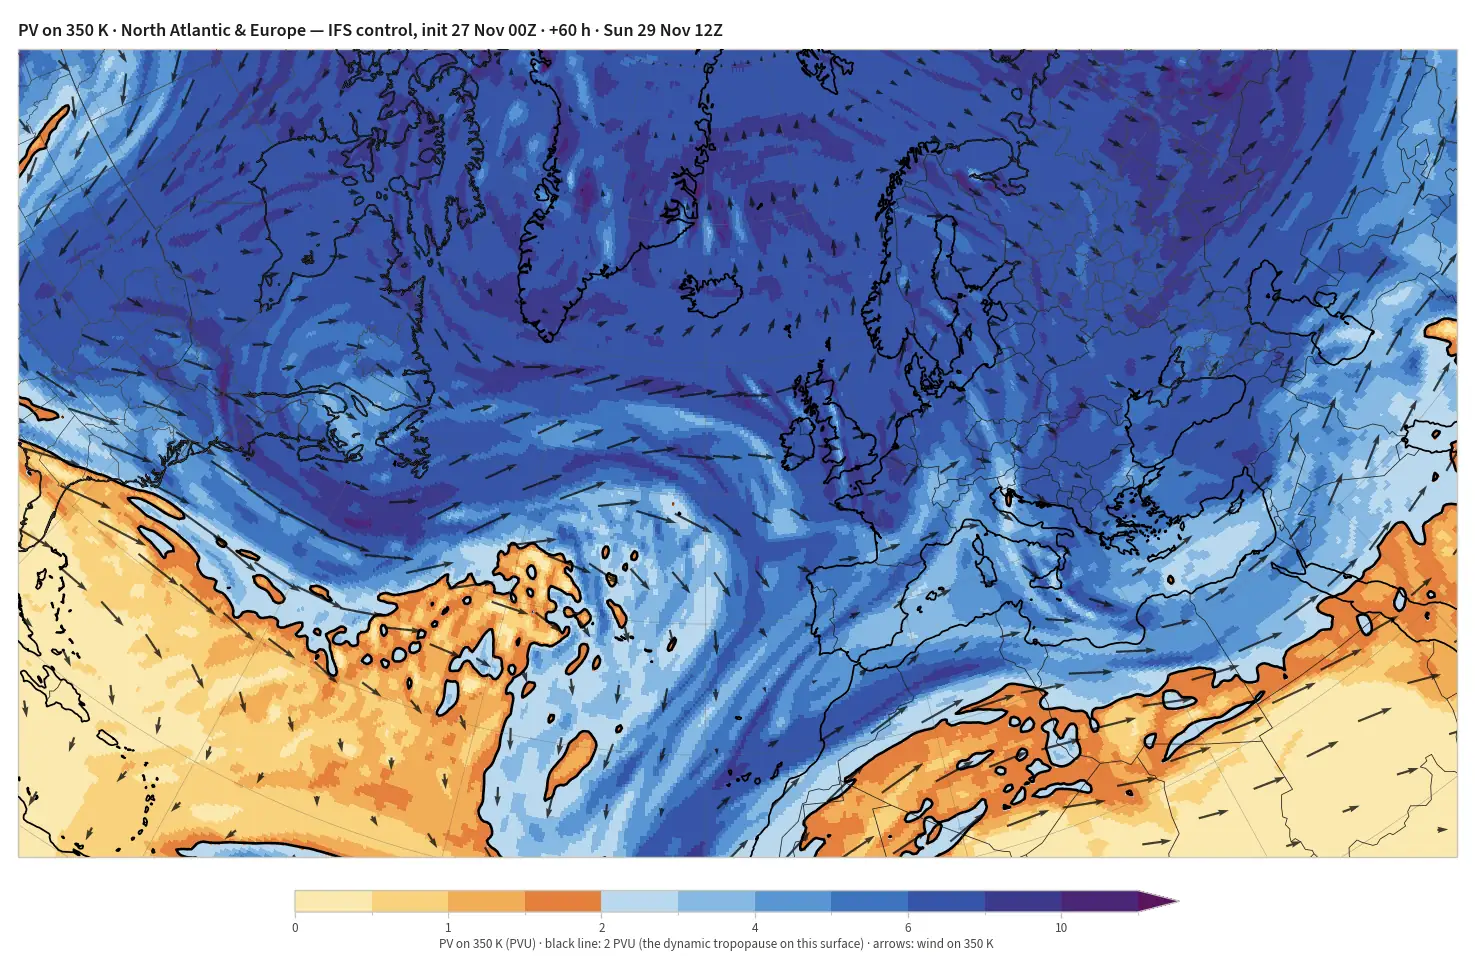 PV on 350 K · North Atlantic & Europe — IFS control, init 27 Nov 00Z · +60 h · Sun 29 Nov 12Z
0 1 2 4 6 10
PV on 350 K (PVU) · black line: 2 PVU (the dynamic tropopause on this surface) · arrows: wind on 350 K